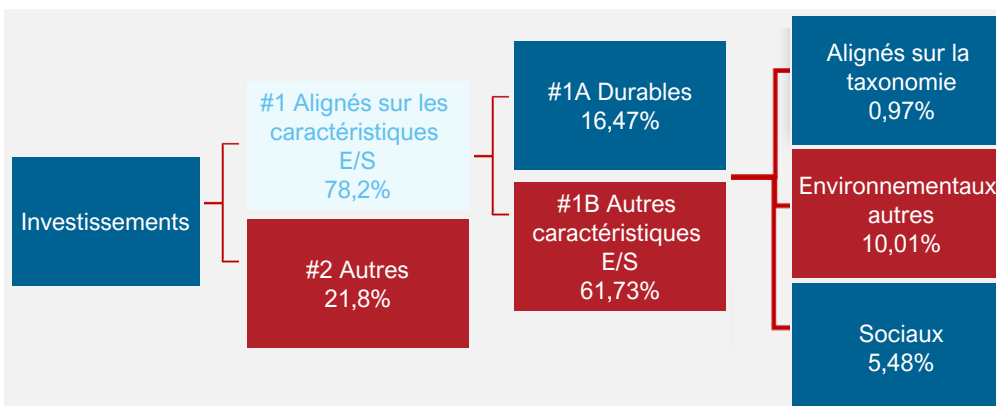 Investissements
#1 Alignés sur les
caractéristiques
E/S
78,2%
#2 Autres
21,8%
#1A Durables
16,47%
#1B Autres
caractéristiques
E/S
61,73%
Alignés sur la
taxonomie
0,97%
Environnementaux
autres
10,01%
Sociaux
5,48%